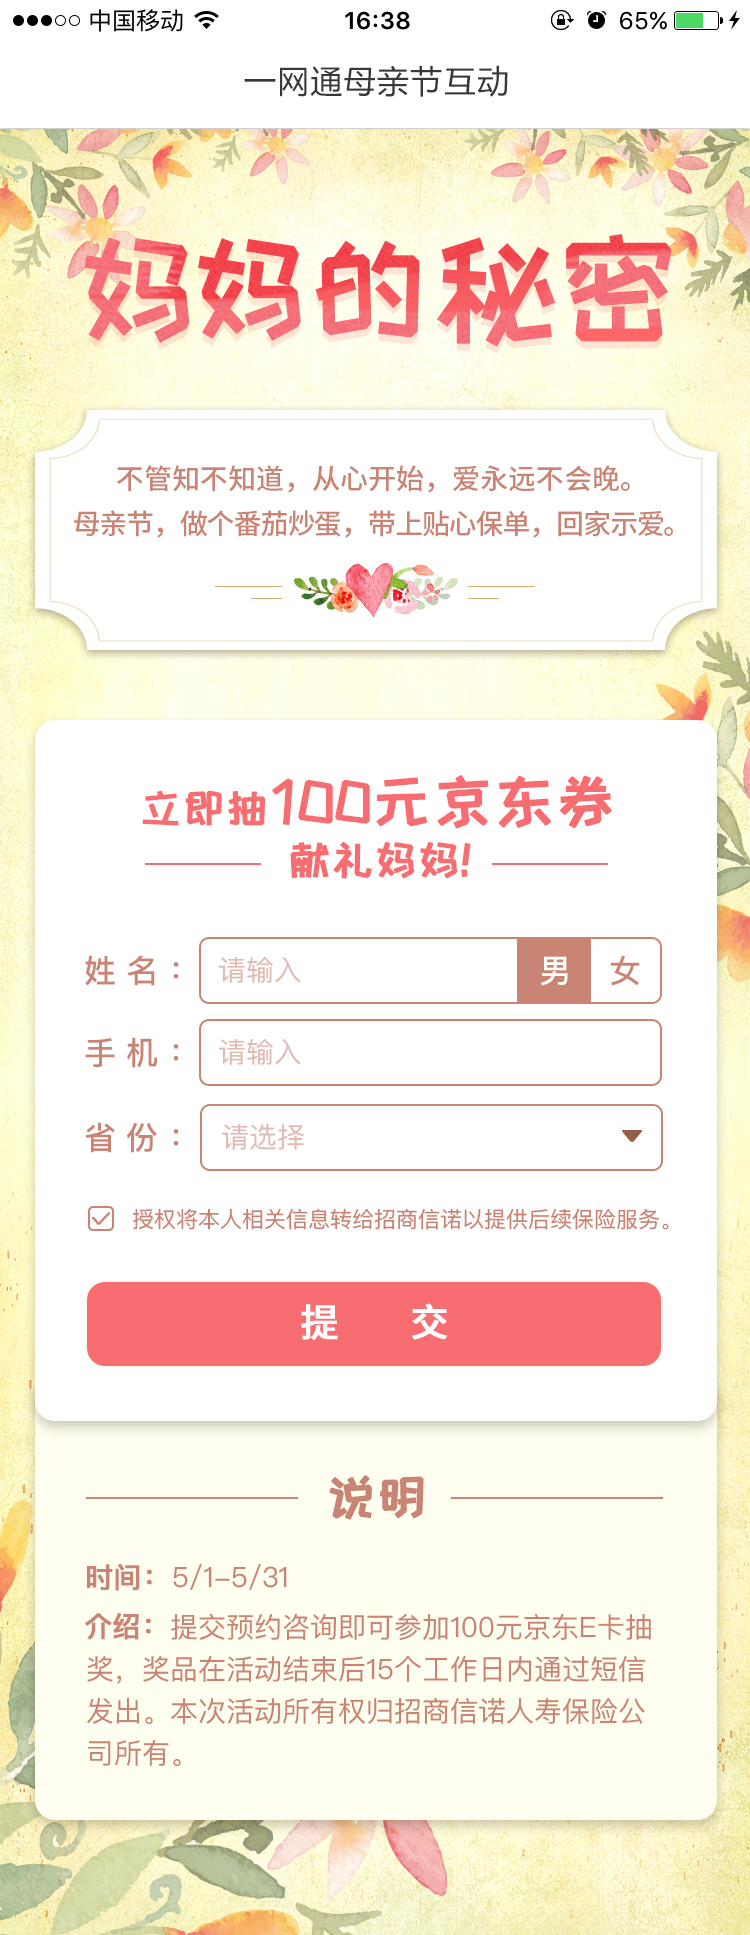 中国移动 16:38 65%
一网通母亲节互动
妈妈的秘密
不管知不知道，从心开始，爱永远不会晚。
母亲节，做个番茄炒蛋，带上贴心保单，回家示爱。
立即抽100元京东券
献礼妈妈!
姓名： 请输入 男 女
手机： 请输入
省份： 请选择
授权将本人相关信息转给招商信诺以提供后续保险服务。
提 交
说明
时间：5/1-5/31
介绍：提交预约咨询即可参加100元京东E卡抽
奖，奖品在活动结束后15个工作日内通过短信
发出。本次活动所有权归招商信诺人寿保险公
司所有。